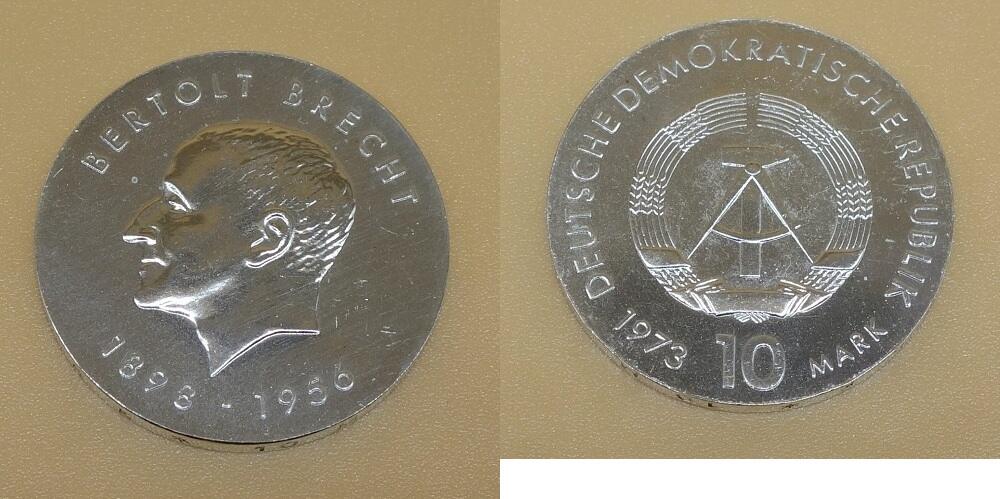 BERTOLT BRECHT
1898 - 1956
DEUTSCHE DEMOKRATISCHE REPUBLIK
1973 10 MARK